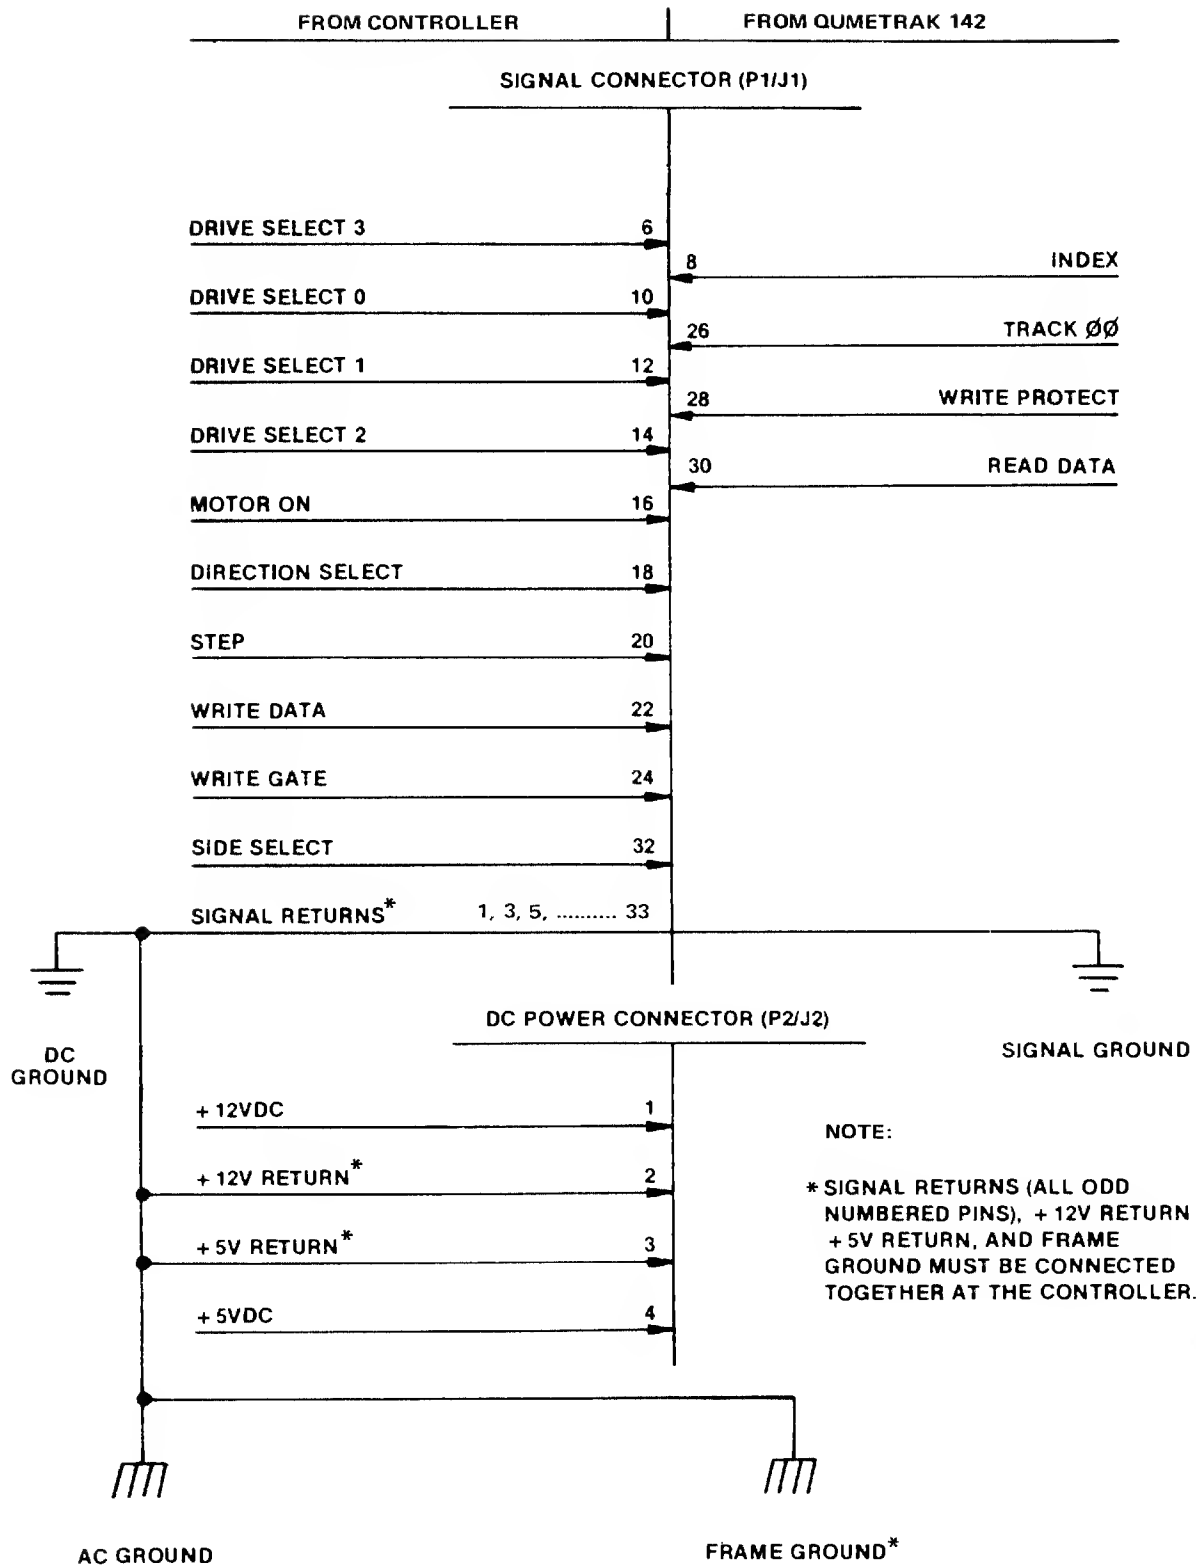 FROM CONTROLLER
FROM QUMETRAK 142
SIGNAL CONNECTOR (P1/J1)
DRIVE SELECT 3 6
8 INDEX
DRIVE SELECT 0 10
26 TRACK ØØ
DRIVE SELECT 1 12
28 WRITE PROTECT
DRIVE SELECT 2 14
30 READ DATA
MOTOR ON 16
DIRECTION SELECT 18
STEP 20
WRITE DATA 22
WRITE GATE 24
SIDE SELECT 32
SIGNAL RETURNS* 1, 3, 5, .......... 33
DC
GROUND
SIGNAL GROUND
DC POWER CONNECTOR (P2/J2)
+ 12VDC 1
+ 12V RETURN* 2
+ 5V RETURN* 3
+ 5VDC 4
NOTE:
* SIGNAL RETURNS (ALL ODD
NUMBERED PINS), + 12V RETURN
+ 5V RETURN, AND FRAME
GROUND MUST BE CONNECTED
TOGETHER AT THE CONTROLLER.
AC GROUND
FRAME GROUND*